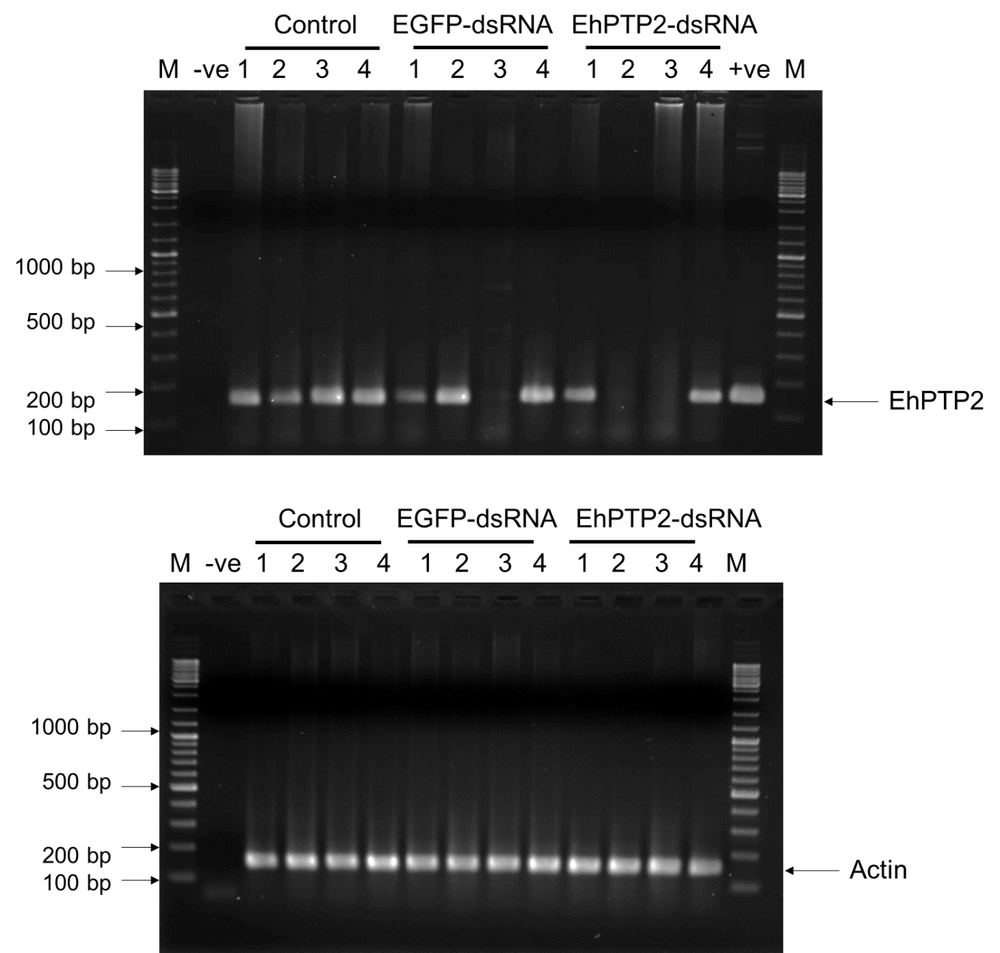 Control EGFP-dsRNA EhPTP2-dsRNA
M -ve 1 2 3 4 1 2 3 4 1 2 3 4 +ve M
1000 bp
500 bp
200 bp
EhPTP2
100 bp
Control EGFP-dsRNA EhPTP2-dsRNA
M -ve 1 2 3 4 1 2 3 4 1 2 3 4 M
1000 bp
500 bp
200 bp
Actin
100 bp